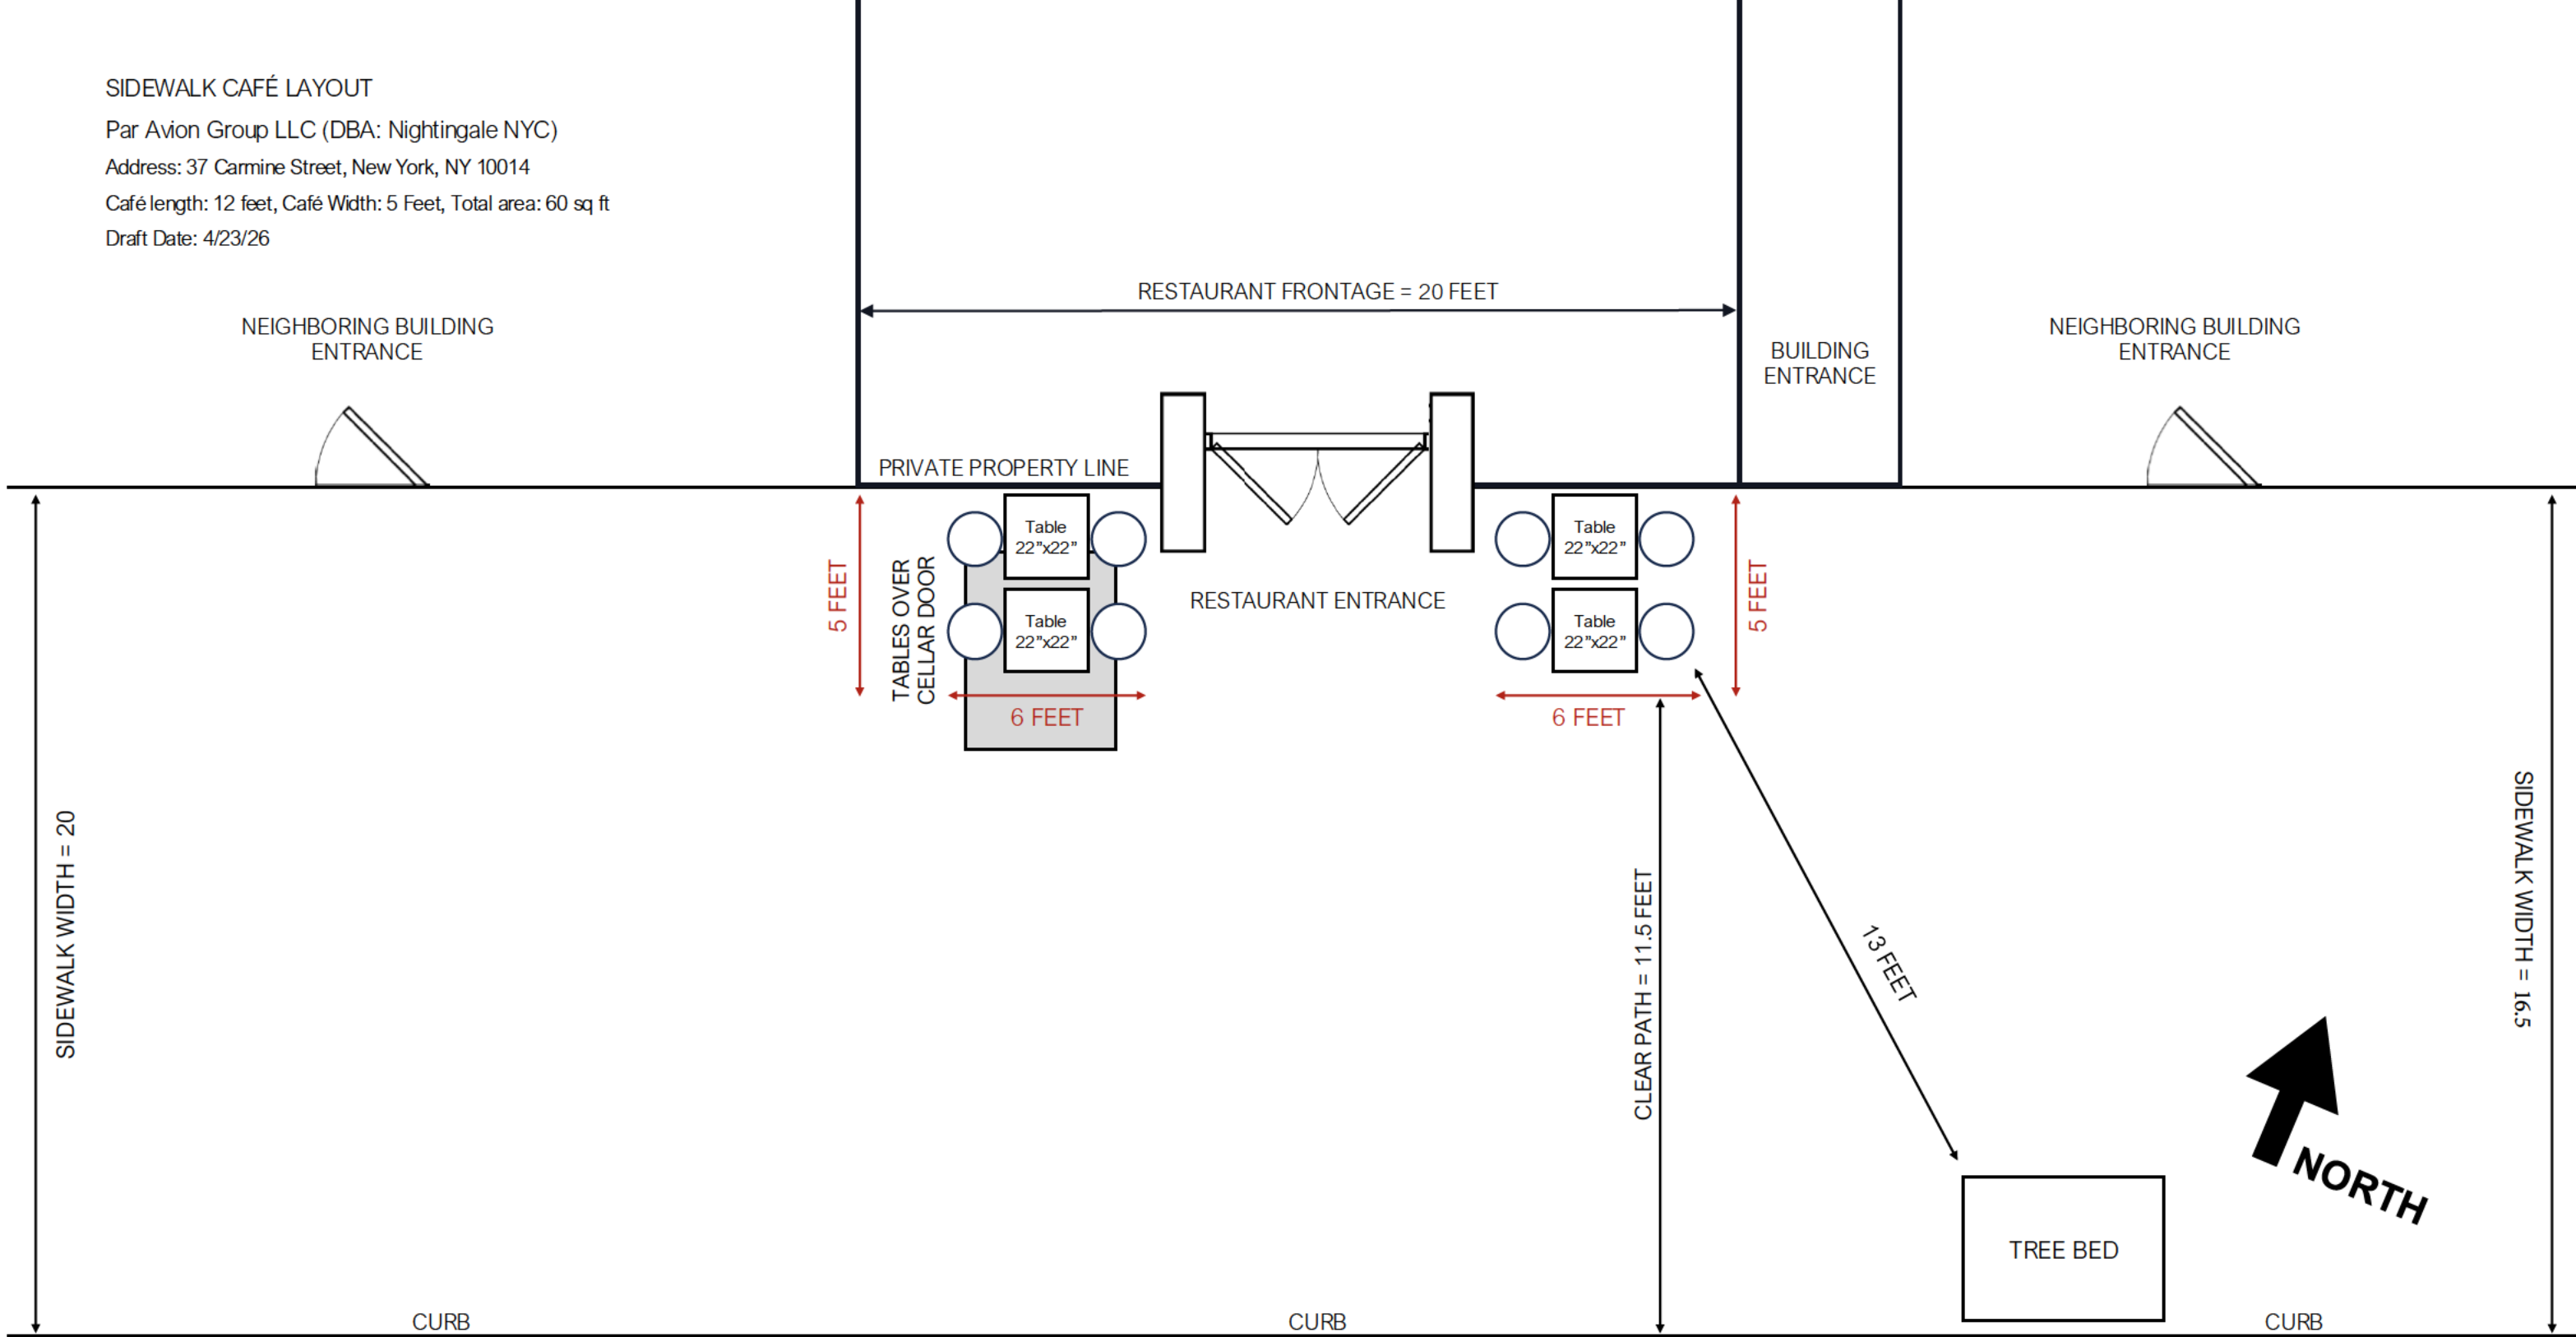 SIDEWALK CAFÉ LAYOUT
Par Avion Group LLC (DBA: Nightingale NYC)
Address: 37 Carmine Street, New York, NY 10014
Café length: 12 feet, Café Width: 5 Feet, Total area: 60 sq ft
Draft Date: 4/23/26
RESTAURANT FRONTAGE = 20 FEET
NEIGHBORING BUILDING
ENTRANCE
BUILDING
ENTRANCE
NEIGHBORING BUILDING
ENTRANCE
PRIVATE PROPERTY LINE
5 FEET
TABLES OVER
CELLAR DOOR
Table
22”x22”
Table
22”x22”
6 FEET
RESTAURANT ENTRANCE
Table
22”x22”
Table
22”x22”
6 FEET
5 FEET
SIDEWALK WIDTH = 20
CLEAR PATH = 11.5 FEET
13 FEET
SIDEWALK WIDTH = 16.5
NORTH
TREE BED
CURB
CURB
CURB